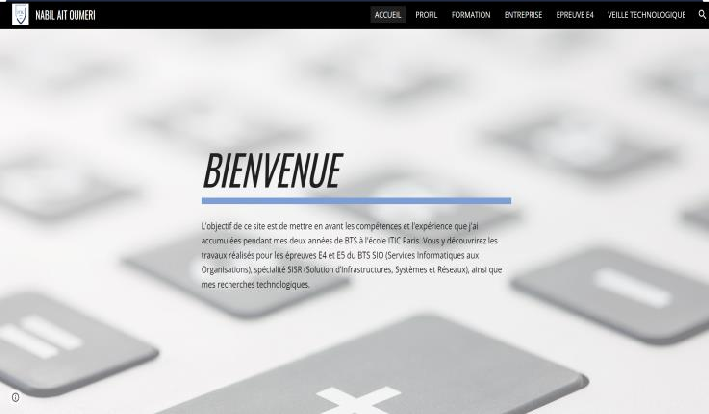 NABIL AIT OUMERI
ACCUEIL PROFIL FORMATION ENTREPRISE EPREUVE E4 VEILLE TECHNOLOGIQUE
BIENVENUE
L'objectif de ce site est de mettre en avant les compétences et l'expérience que j'ai
accumulées pendant mes deux années de BTS à l'école ITIC Paris. Vous y découvrirez les
travaux réalisés pour les épreuves E4 et E5 du BTS SIO (Services Informatiques aux
Organisations), spécialité SISR (Solution d'Infrastructures, Systèmes et Réseaux), ainsi que
mes recherches technologiques.